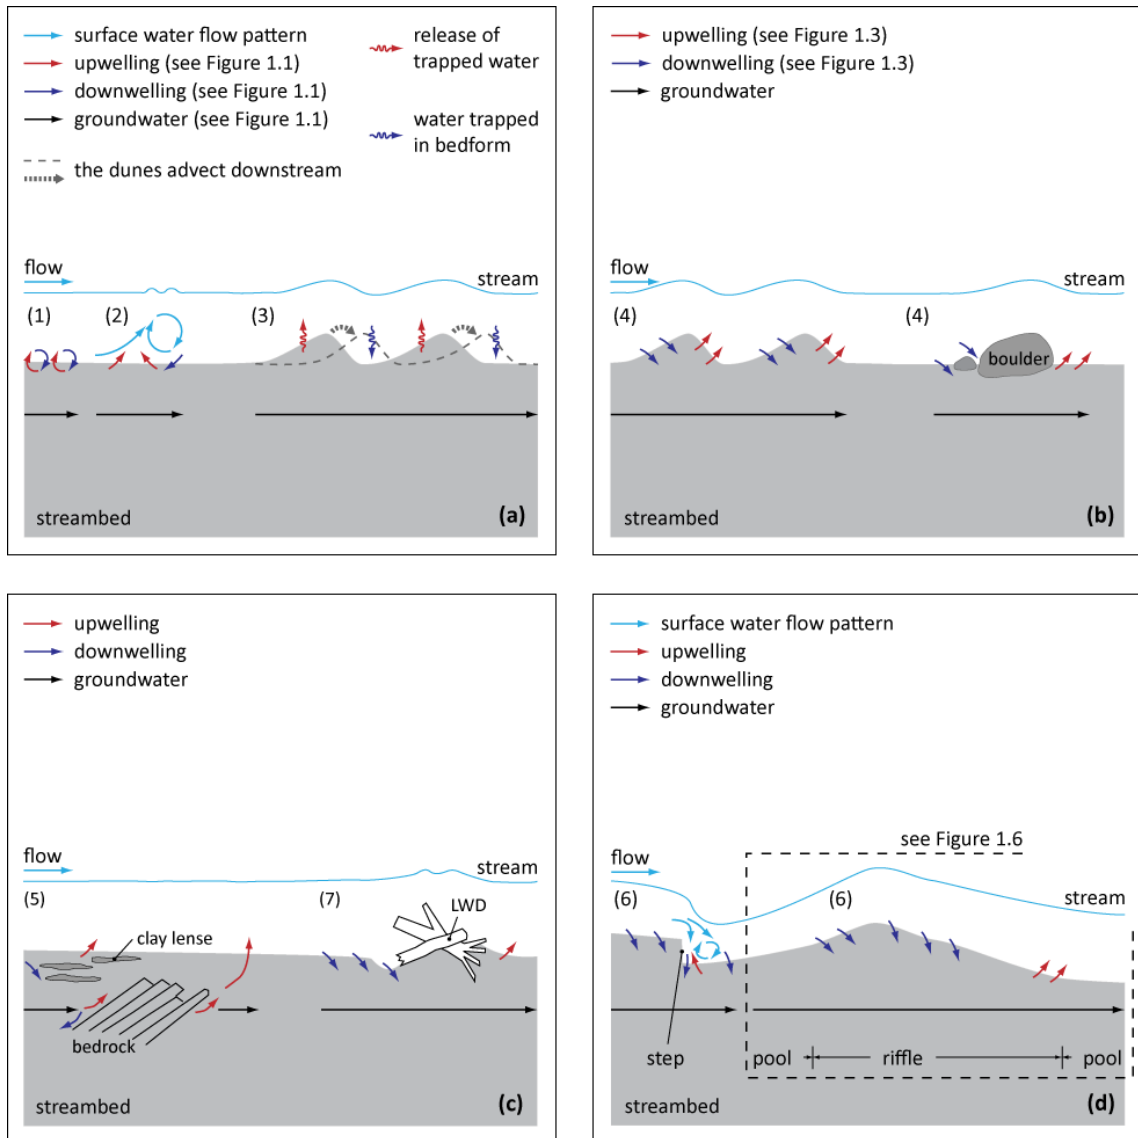 surface water flow pattern
upwelling (see Figure 1.1)
downwelling (see Figure 1.1)
groundwater (see Figure 1.1)
the dunes advect downstream
release of
trapped water
water trapped
in bedform
flow
stream
(1)
(2)
(3)
streambed
(a)
upwelling (see Figure 1.3)
downwelling (see Figure 1.3)
groundwater
flow
stream
(4)
(4)
boulder
streambed
(b)
upwelling
downwelling
groundwater
flow
stream
(5)
(7)
LWD
clay lense
bedrock
streambed
(c)
surface water flow pattern
upwelling
downwelling
groundwater
see Figure 1.6
flow
stream
(6)
(6)
step
pool
riffle
pool
streambed
(d)